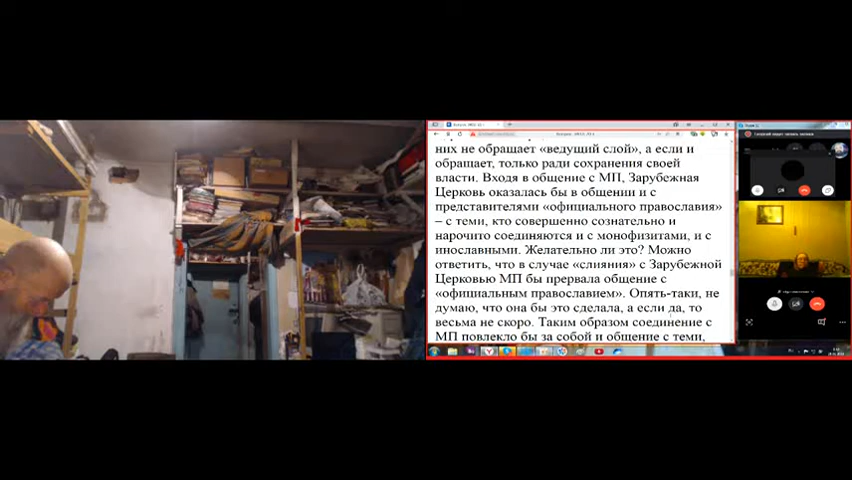 них не обращает «ведущий слой», а если и
обращает, только ради сохранения своей
власти. Входя в общение с МП, Зарубежная
Церковь оказалась бы в общении и с
представителями «официального православия»
– с теми, кто совершенно сознательно и
нарочито соединяются и с монофизитами, и с
инославными. Желательно ли это? Можно
ответить, что в случае «слияния» с Зарубежной
Церковью МП бы прервала общение с
«официальным православием». Опять-таки, не
думаю, что она бы это сделала, а если да, то
весьма не скоро. Таким образом соединение с
МП повлекло бы за собой и общение с теми,